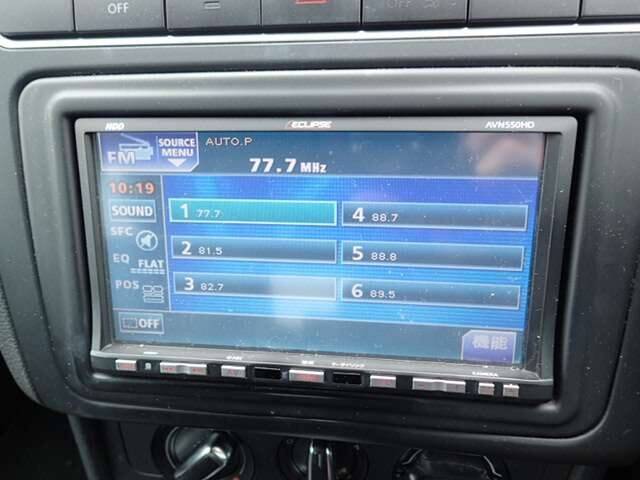 OFF
OFF
HDD
ECLIPSE
AVN550HD
FM
SOURCE
MENU
AUTO.P
77.7 MHz
10:19
SOUND
SFC
EQ FLAT
POS
OFF
1 77.7
2 81.5
3 82.7
4 88.7
5 88.8
6 89.5
機能